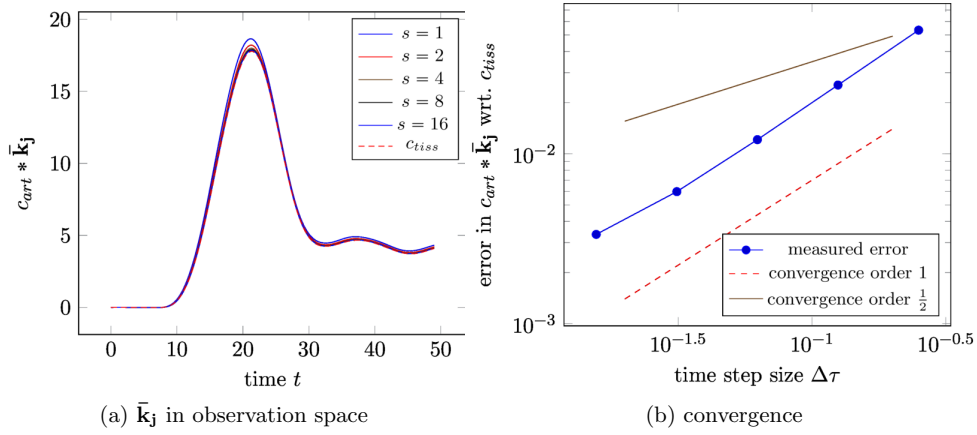 20
15
10
5
0
c_{art} * k̄_j
s = 1
s = 2
s = 4
s = 8
s = 16
c_{tiss}
0 10 20 30 40 50
time t
(a) k̄_j in observation space
error in c_{art} * k̄_j wrt. c_{tiss}
10^{−2}
10^{−3}
measured error
convergence order 1
convergence order \frac{1}{2}
10^{−1.5} 10^{−1} 10^{−0.5}
time step size Δτ
(b) convergence